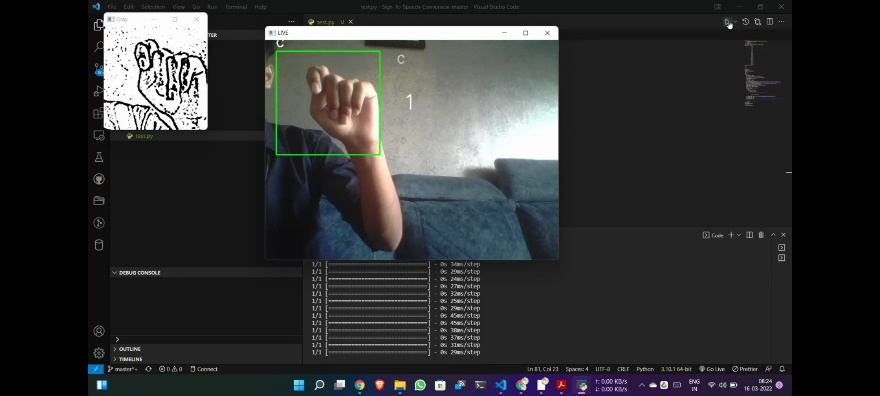 File Edit Selection View Go Run Terminal Help
test.py - Sign-To-Speech-Conversion-master - Visual Studio Code
Gray
LIVE
test.py U
C
C
1
test.py
Code
DEBUG CONSOLE
1/1 [==============================] - 0s 34ms/step
1/1 [==============================] - 0s 29ms/step
1/1 [==============================] - 0s 24ms/step
1/1 [==============================] - 0s 27ms/step
1/1 [==============================] - 0s 32ms/step
1/1 [==============================] - 0s 25ms/step
1/1 [==============================] - 0s 29ms/step
1/1 [==============================] - 0s 45ms/step
1/1 [==============================] - 0s 45ms/step
1/1 [==============================] - 0s 38ms/step
1/1 [==============================] - 0s 37ms/step
1/1 [==============================] - 0s 31ms/step
1/1 [==============================] - 0s 29ms/step
OUTLINE
TIMELINE
master* 0 0 Connect Ln 81, Col 23 Spaces: 4 UTF-8 CRLF Python 3.10.1 64-bit Go Live Prettier
↑: 0.00 KB/s
↓: 0.00 KB/s
ENG
IN
08:24
16-03-2022